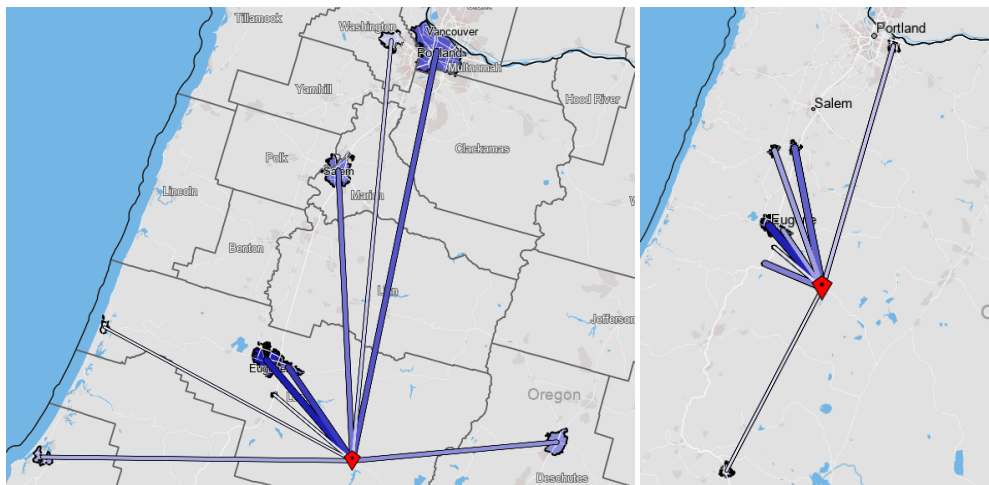 Tillamook
Washington
Vancouver
Portland
Multnomah
Yamhill
Hood River
Clackamas
Polk
Salem
Marion
Lincoln
Benton
Linn
Jefferson
Eugene
Oregon
Deschutes
Portland
Salem
Eugene